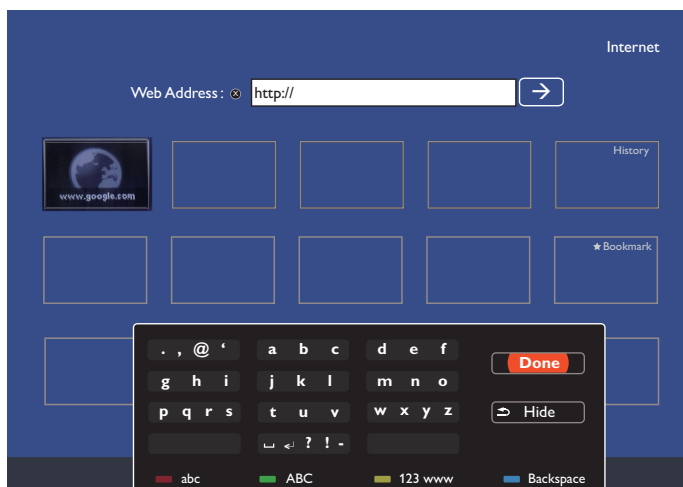 Internet
Web Address : http://
www.google.com
History
★ Bookmark
. , @ ‘ a b c d e f
Done
g h i j k l m n o
p q r s t u v w x y z
Hide
␣ ↵ ? ! -
abc ABC 123 www Backspace